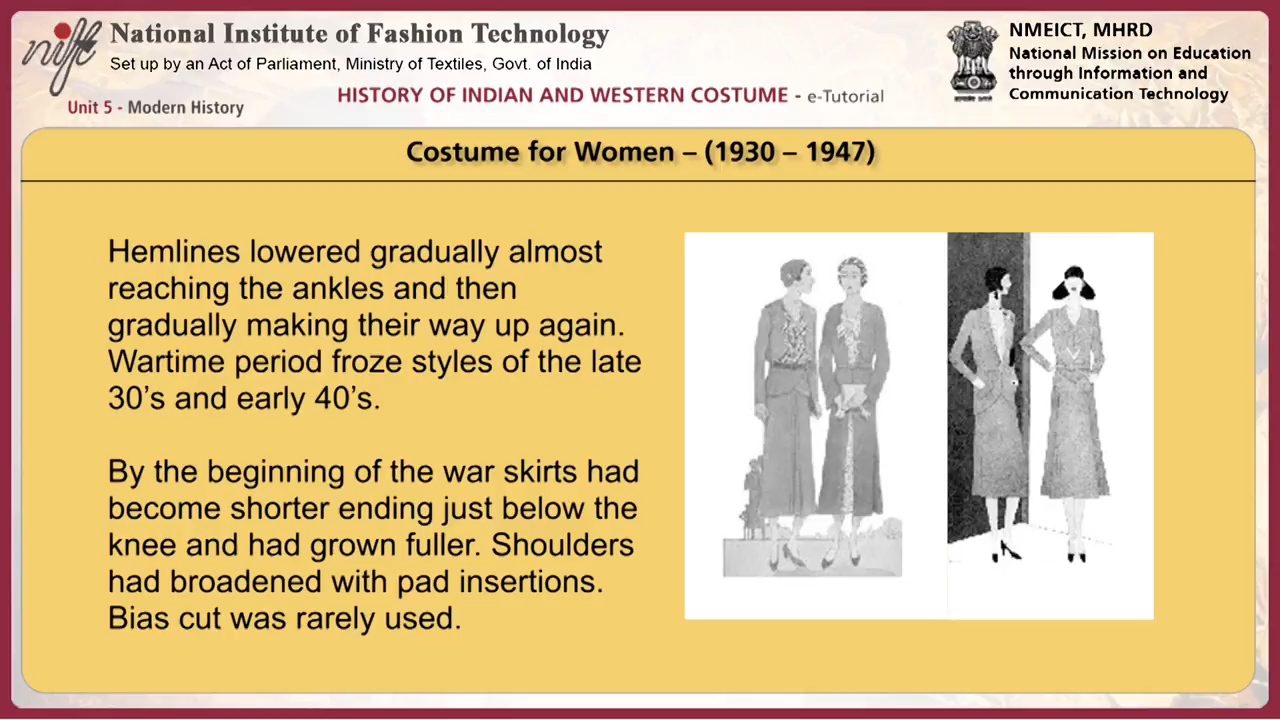 nift
National Institute of Fashion Technology
Set up by an Act of Parliament, Ministry of Textiles, Govt. of India
Unit 5 - Modern History
HISTORY OF INDIAN AND WESTERN COSTUME - e-Tutorial
NMEICT, MHRD
National Mission on Education
through Information and
Communication Technology
Costume for Women – (1930 – 1947)
Hemlines lowered gradually almost
reaching the ankles and then
gradually making their way up again.
Wartime period froze styles of the late
30’s and early 40’s.
By the beginning of the war skirts had
become shorter ending just below the
knee and had grown fuller. Shoulders
had broadened with pad insertions.
Bias cut was rarely used.